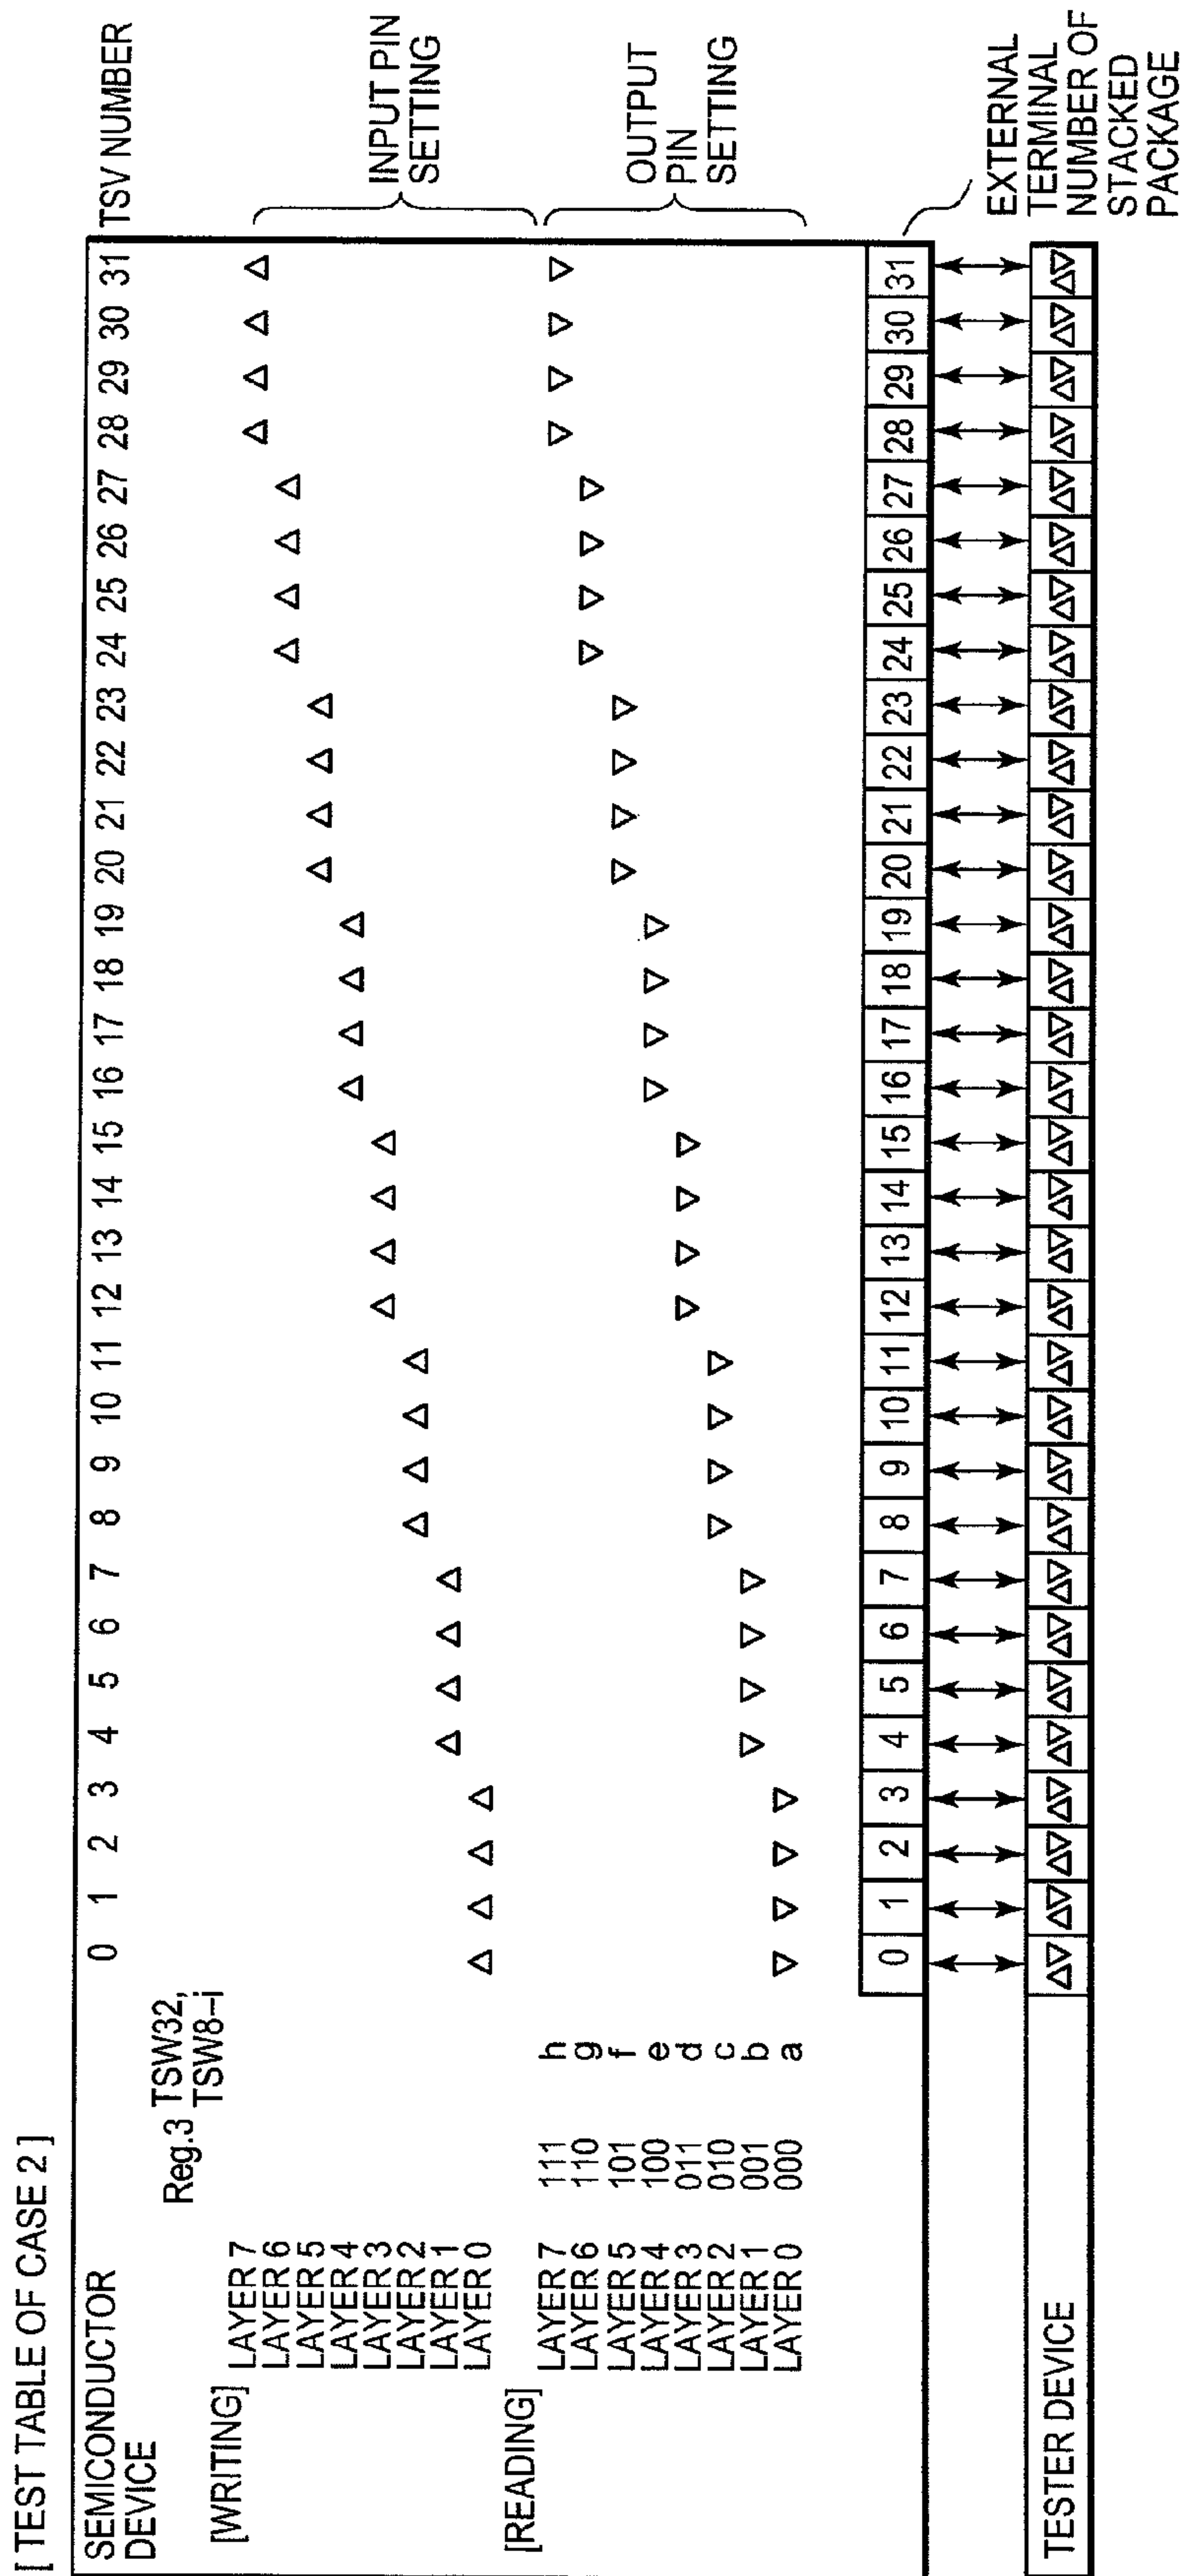 [ TEST TABLE OF CASE 2 ]
SEMICONDUCTOR
DEVICE
0 1 2 3 4 5 6 7 8 9 10 11 12 13 14 15 16 17 18 19 20 21 22 23 24 25 26 27 28 29 30 31 TSV NUMBER
Reg.3 TSW32,
TSW8–i
[WRITING]
LAYER 7
LAYER 6
LAYER 5
LAYER 4
LAYER 3
LAYER 2
LAYER 1
LAYER 0
INPUT PIN
SETTING
[READING]
LAYER 7 111 h
LAYER 6 110 g
LAYER 5 101 f
LAYER 4 100 e
LAYER 3 011 d
LAYER 2 010 c
LAYER 1 001 b
LAYER 0 000 a
OUTPUT
PIN
SETTING
0 1 2 3 4 5 6 7 8 9 10 11 12 13 14 15 16 17 18 19 20 21 22 23 24 25 26 27 28 29 30 31
EXTERNAL
TERMINAL
NUMBER OF
STACKED
PACKAGE
TESTER DEVICE